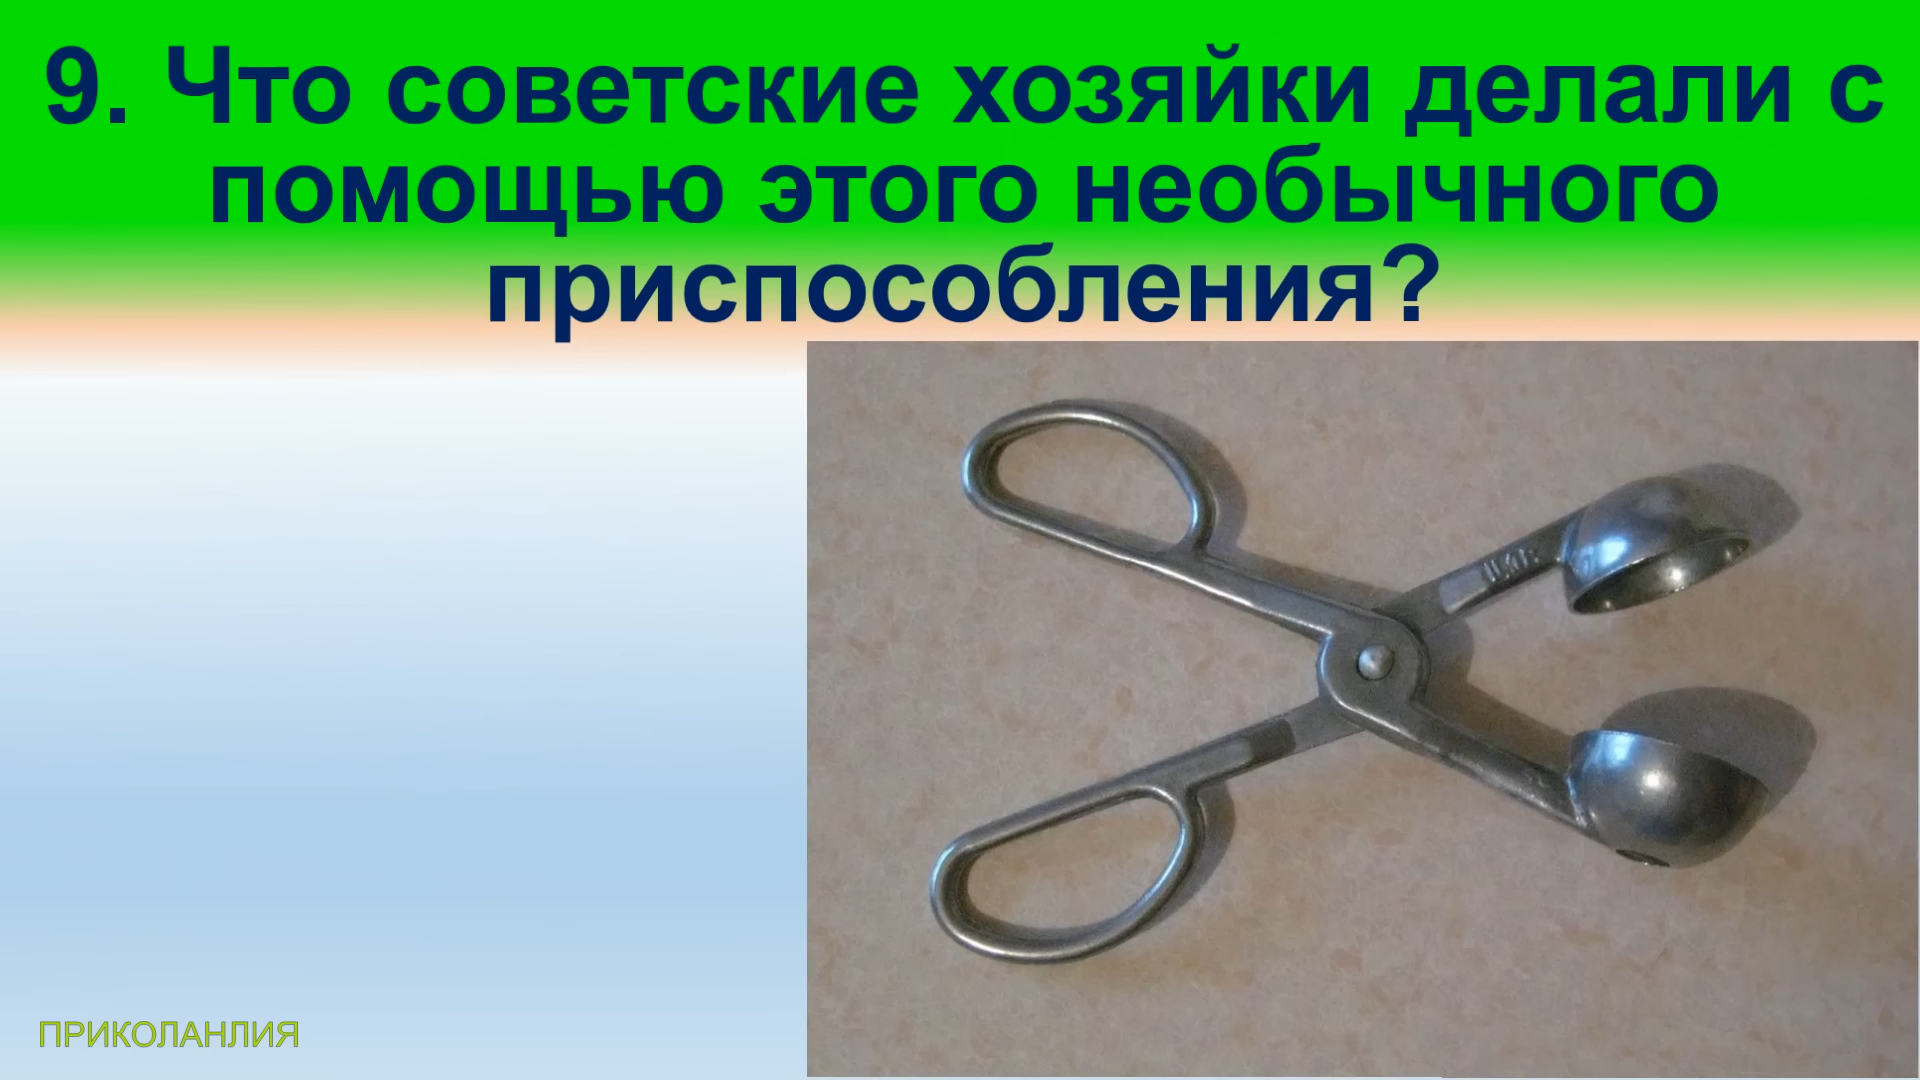 9. Что советские хозяйки делали с
помощью этого необычного
приспособления?
ПРИКОЛАНЛИЯ